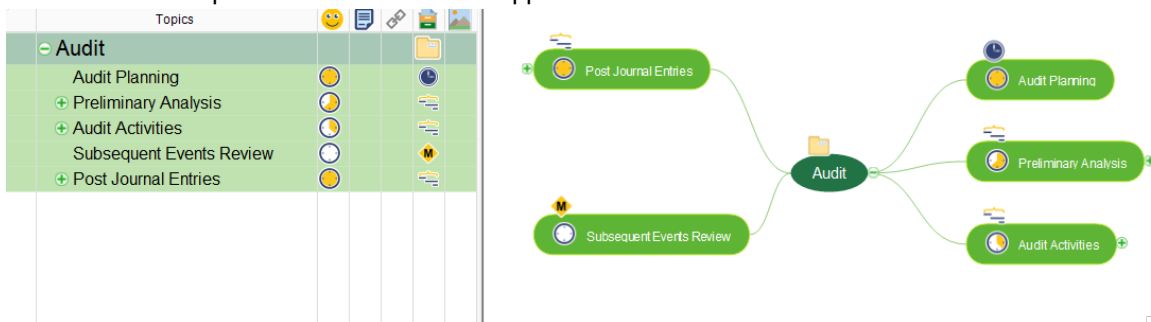 Topics
Audit
Audit Planning
Preliminary Analysis
Audit Activities
Subsequent Events Review
M
Post Journal Entries
Post Journal Entries
M
Subsequent Events Review
Audit
Audit Planning
Preliminary Analysis
Audit Activities